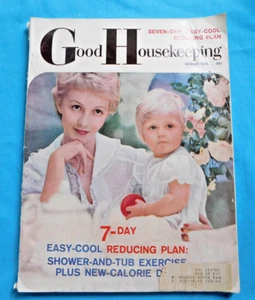 SEVEN-DAY EASY-COOL
REDUCING PLAN
Good Housekeeping
AUGUST
7-DAY
EASY-COOL REDUCING PLAN:
SHOWER-AND-TUB EXERCISE
PLUS NEW-CALORIE